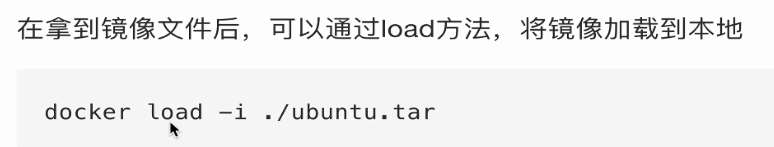 在拿到镜像文件后，可以通过load方法，将镜像加载到本地
docker load -i ./ubuntu.tar